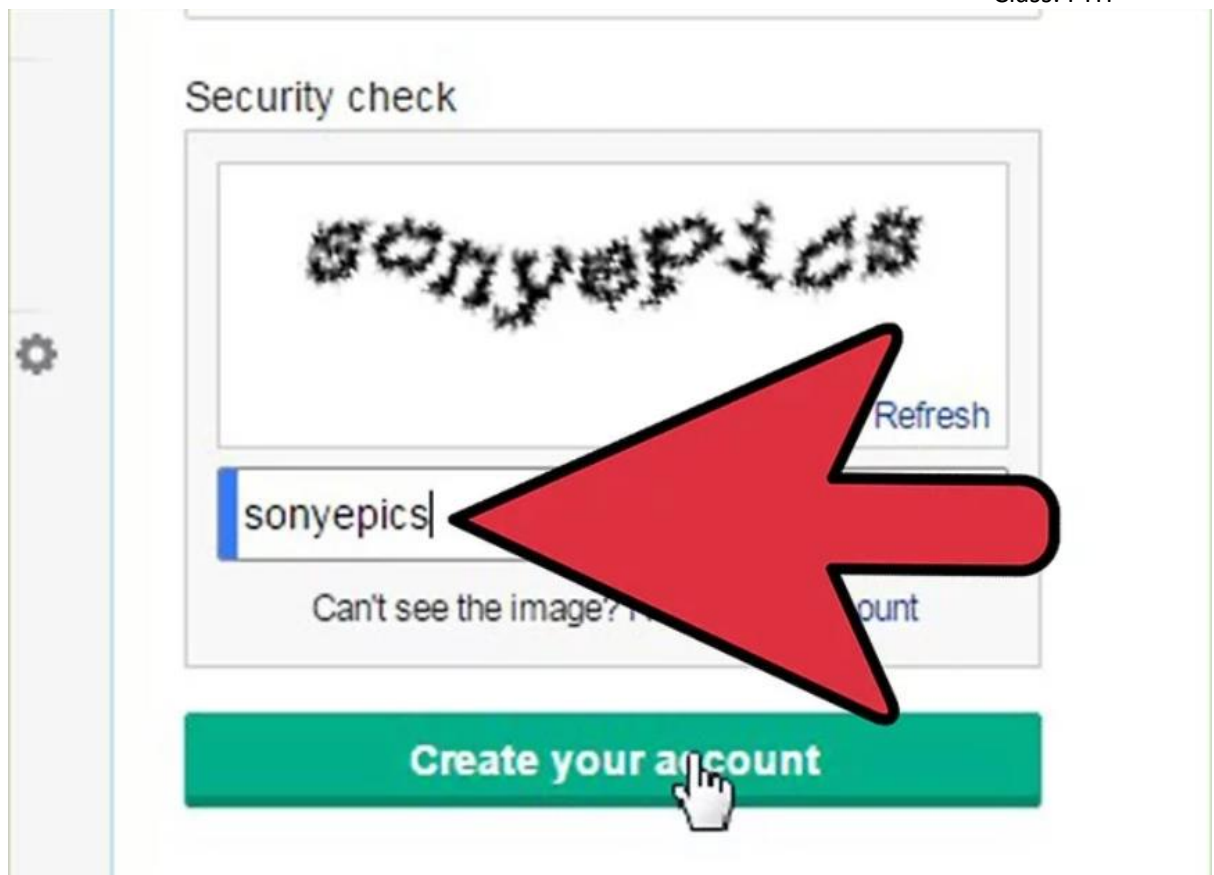 Security check
sonyepics
Refresh
sonyepics
Can't see the image?
Create your account